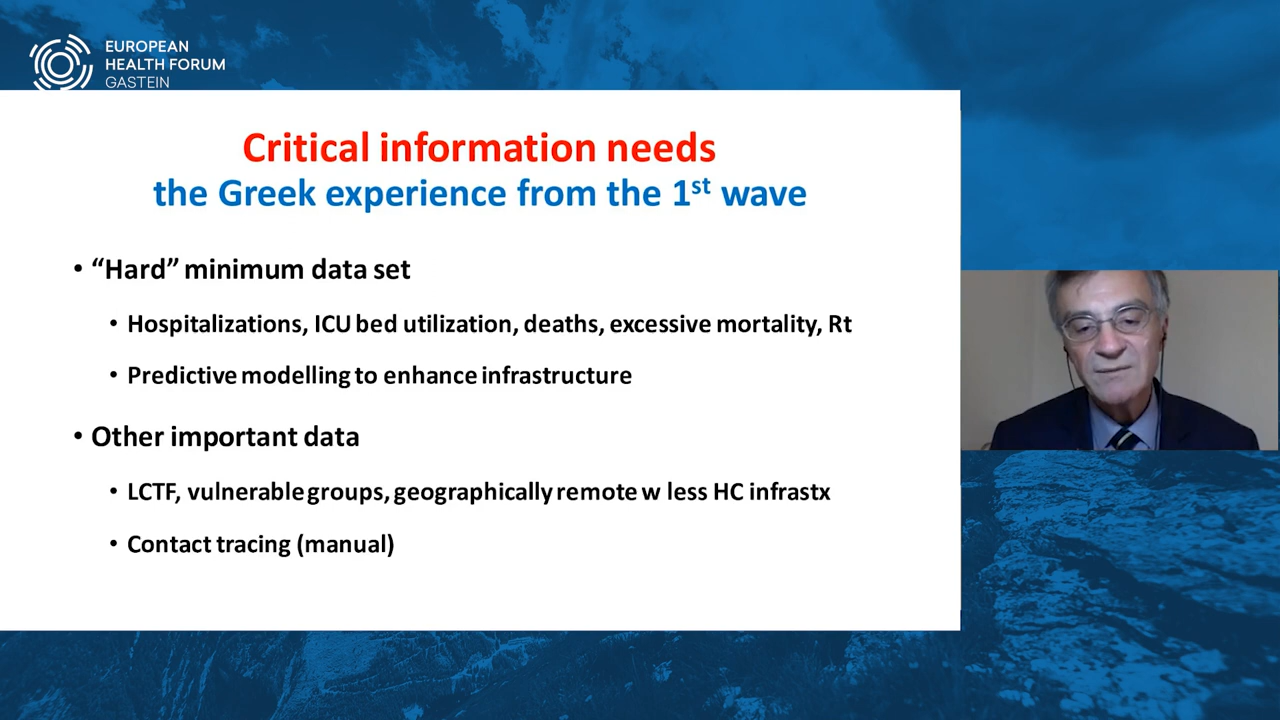 EUROPEAN
HEALTH FORUM
GASTEIN
Critical information needs
the Greek experience from the 1st wave
• “Hard” minimum data set
• Hospitalizations, ICU bed utilization, deaths, excessive mortality, Rt
• Predictive modelling to enhance infrastructure
• Other important data
• LCTF, vulnerable groups, geographically remote w less HC infrastx
• Contact tracing (manual)